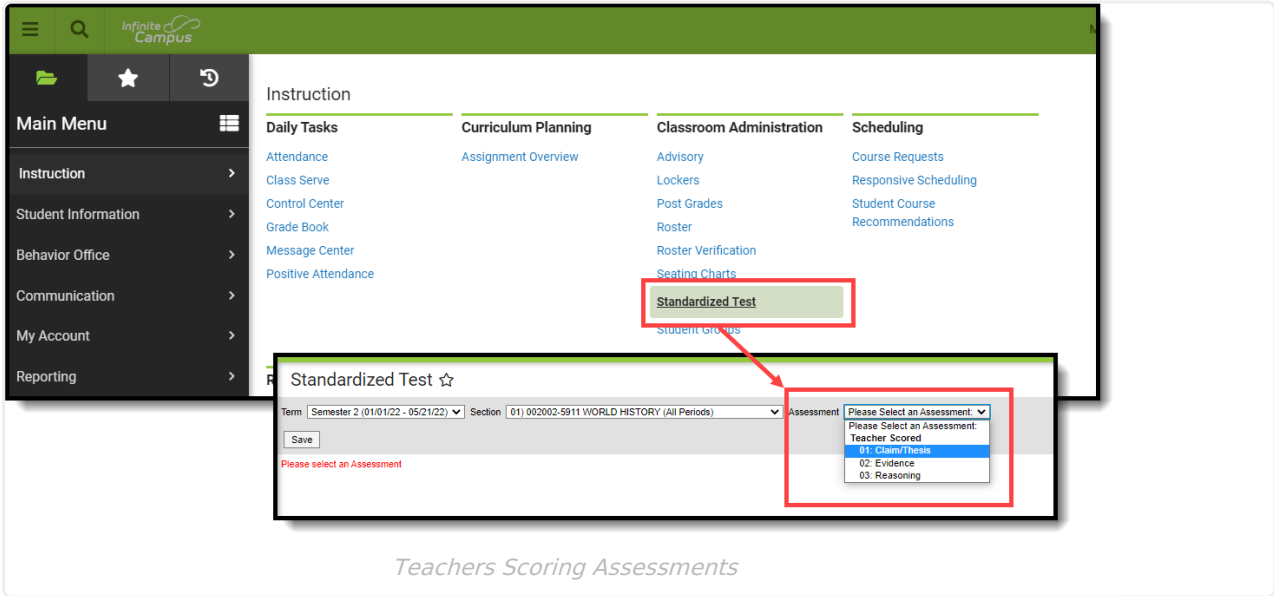 Infinite
Campus
M
Main Menu
Instruction
Student Information
Behavior Office
Communication
My Account
Reporting
Instruction
Daily Tasks
Attendance
Class Serve
Control Center
Grade Book
Message Center
Positive Attendance
Curriculum Planning
Assignment Overview
Classroom Administration
Advisory
Lockers
Post Grades
Roster
Roster Verification
Seating Charts
Standardized Test
Student Groups
Scheduling
Course Requests
Responsive Scheduling
Student Course
Recommendations
R
Standardized Test
Term Semester 2 (01/01/22 - 05/21/22) Section 01) 002002-5911 WORLD HISTORY (All Periods) Assessment Please Select an Assessment:
Please Select an Assessment:
Teacher Scored
01: Claim/Thesis
02: Evidence
03: Reasoning
Save
Please select an Assessment
Teachers Scoring Assessments